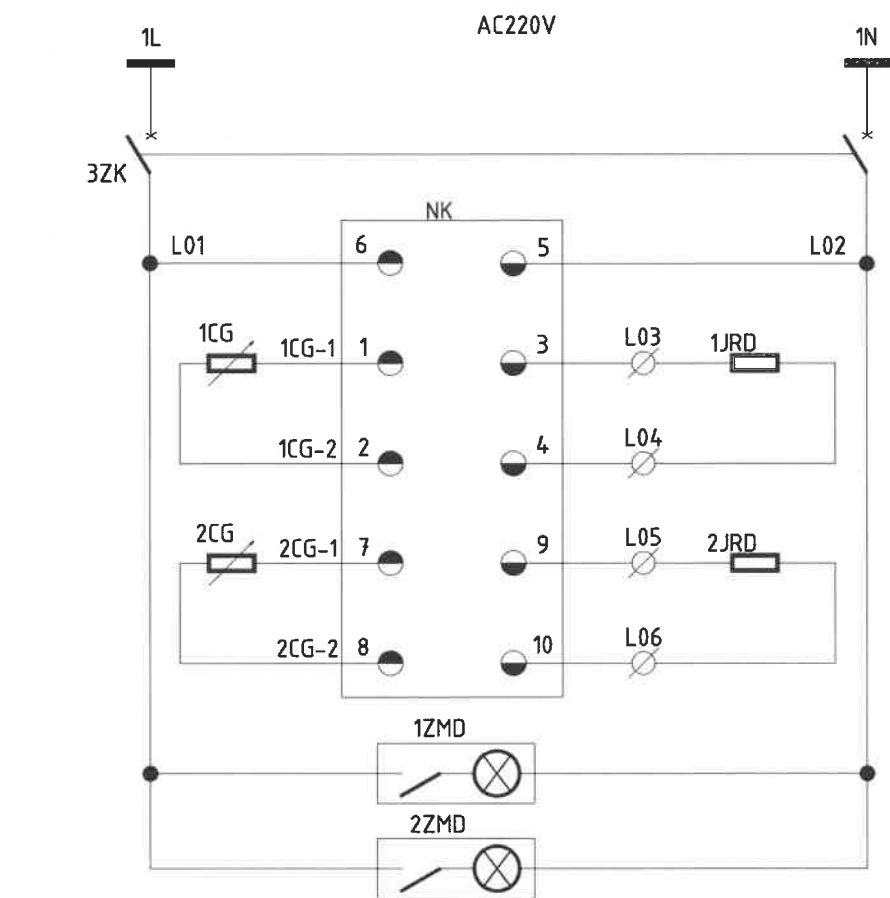 AC220V
1L 1N
3ZK
NK
L01 6 5 L02
1CG 1CG-1 1 3 L03 1JRD
1CG-2 2 4 L04
2CG 2CG-1 7 9 L05 2JRD
2CG-2 8 10 L06
1ZMD
2ZMD